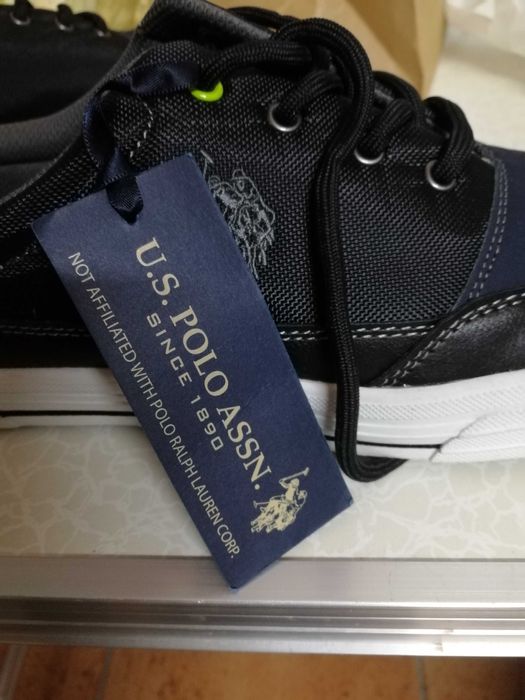 U.S. POLO ASSN.
SINCE 1890
NOT AFFILIATED WITH POLO RALPH LAUREN CORP.